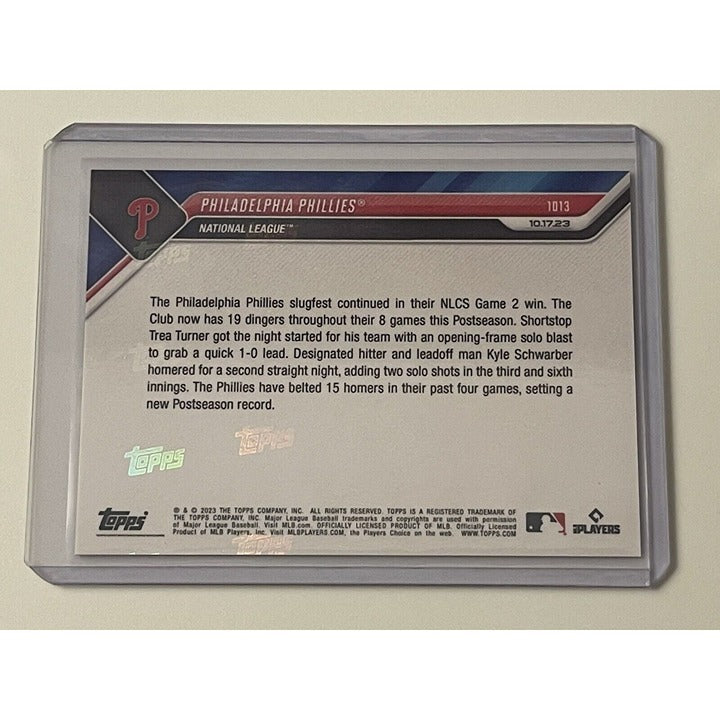 P
PHILADELPHIA PHILLIES®
1013
NATIONAL LEAGUE™
10.17.23
TOPPS
The Philadelphia Phillies slugfest continued in their NLCS Game 2 win. The
Club now has 19 dingers throughout their 8 games this Postseason. Shortstop
Trea Turner got the night started for his team with an opening-frame solo blast
to grab a quick 1-0 lead. Designated hitter and leadoff man Kyle Schwarber
homered for a second straight night, adding two solo shots in the third and sixth
innings. The Phillies have belted 15 homers in their past four games, setting a
new Postseason record.
TOPPS
TOPPS
TOPPS
® & © 2023 THE TOPPS COMPANY, INC. ALL RIGHTS RESERVED. TOPPS IS A REGISTERED TRADEMARK OF
THE TOPPS COMPANY, INC. Major League Baseball trademarks and copyrights are used with permission
of Major League Baseball. Visit MLB.com. OFFICIALLY LICENSED PRODUCT OF MLB. Officially Licensed
Product of MLB Players, Inc. Visit MLBPLAYERS.COM, the Players Choice on the web. WWW.TOPPS.COM
PLAYERS
TOPPS